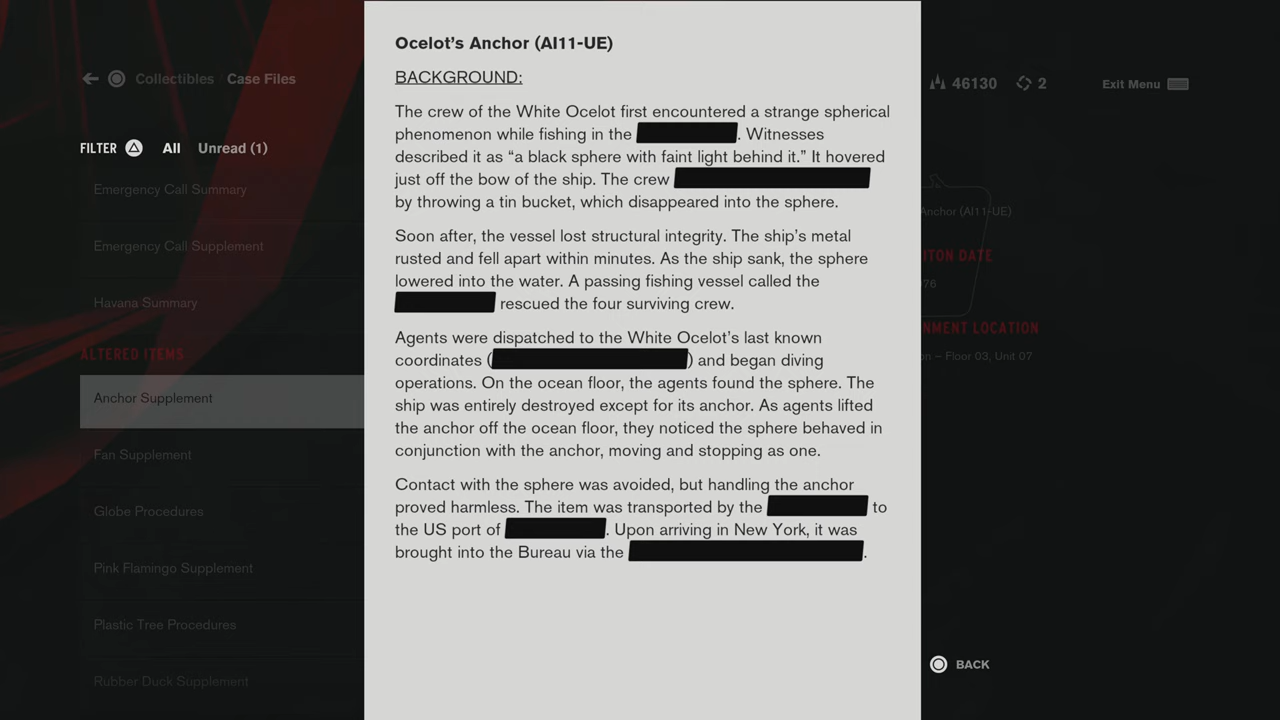 Ocelot's Anchor (AI11-UE)
BACKGROUND:
The crew of the White Ocelot first encountered a strange spherical
phenomenon while fishing in the . Witnesses
described it as “a black sphere with faint light behind it.” It hovered
just off the bow of the ship. The crew
by throwing a tin bucket, which disappeared into the sphere.
Soon after, the vessel lost structural integrity. The ship's metal
rusted and fell apart within minutes. As the ship sank, the sphere
lowered into the water. A passing fishing vessel called the
rescued the four surviving crew.
Agents were dispatched to the White Ocelot's last known
coordinates ( ) and began diving
operations. On the ocean floor, the agents found the sphere. The
ship was entirely destroyed except for its anchor. As agents lifted
the anchor off the ocean floor, they noticed the sphere behaved in
conjunction with the anchor, moving and stopping as one.
Contact with the sphere was avoided, but handling the anchor
proved harmless. The item was transported by the to
the US port of . Upon arriving in New York, it was
brought into the Bureau via the .
Collectibles Case Files
FILTER All Unread (1)
Emergency Call Summary
Emergency Call Supplement
Havana Summary
ALTERED ITEMS
Anchor Supplement
Fan Supplement
Globe Procedures
Pink Flamingo Supplement
Plastic Tree Procedures
Rubber Duck Supplement
46130 2 Exit Menu
Anchor (AI11-UE)
ITON DATE
76
NMENT LOCATION
on – Floor 03, Unit 07
BACK